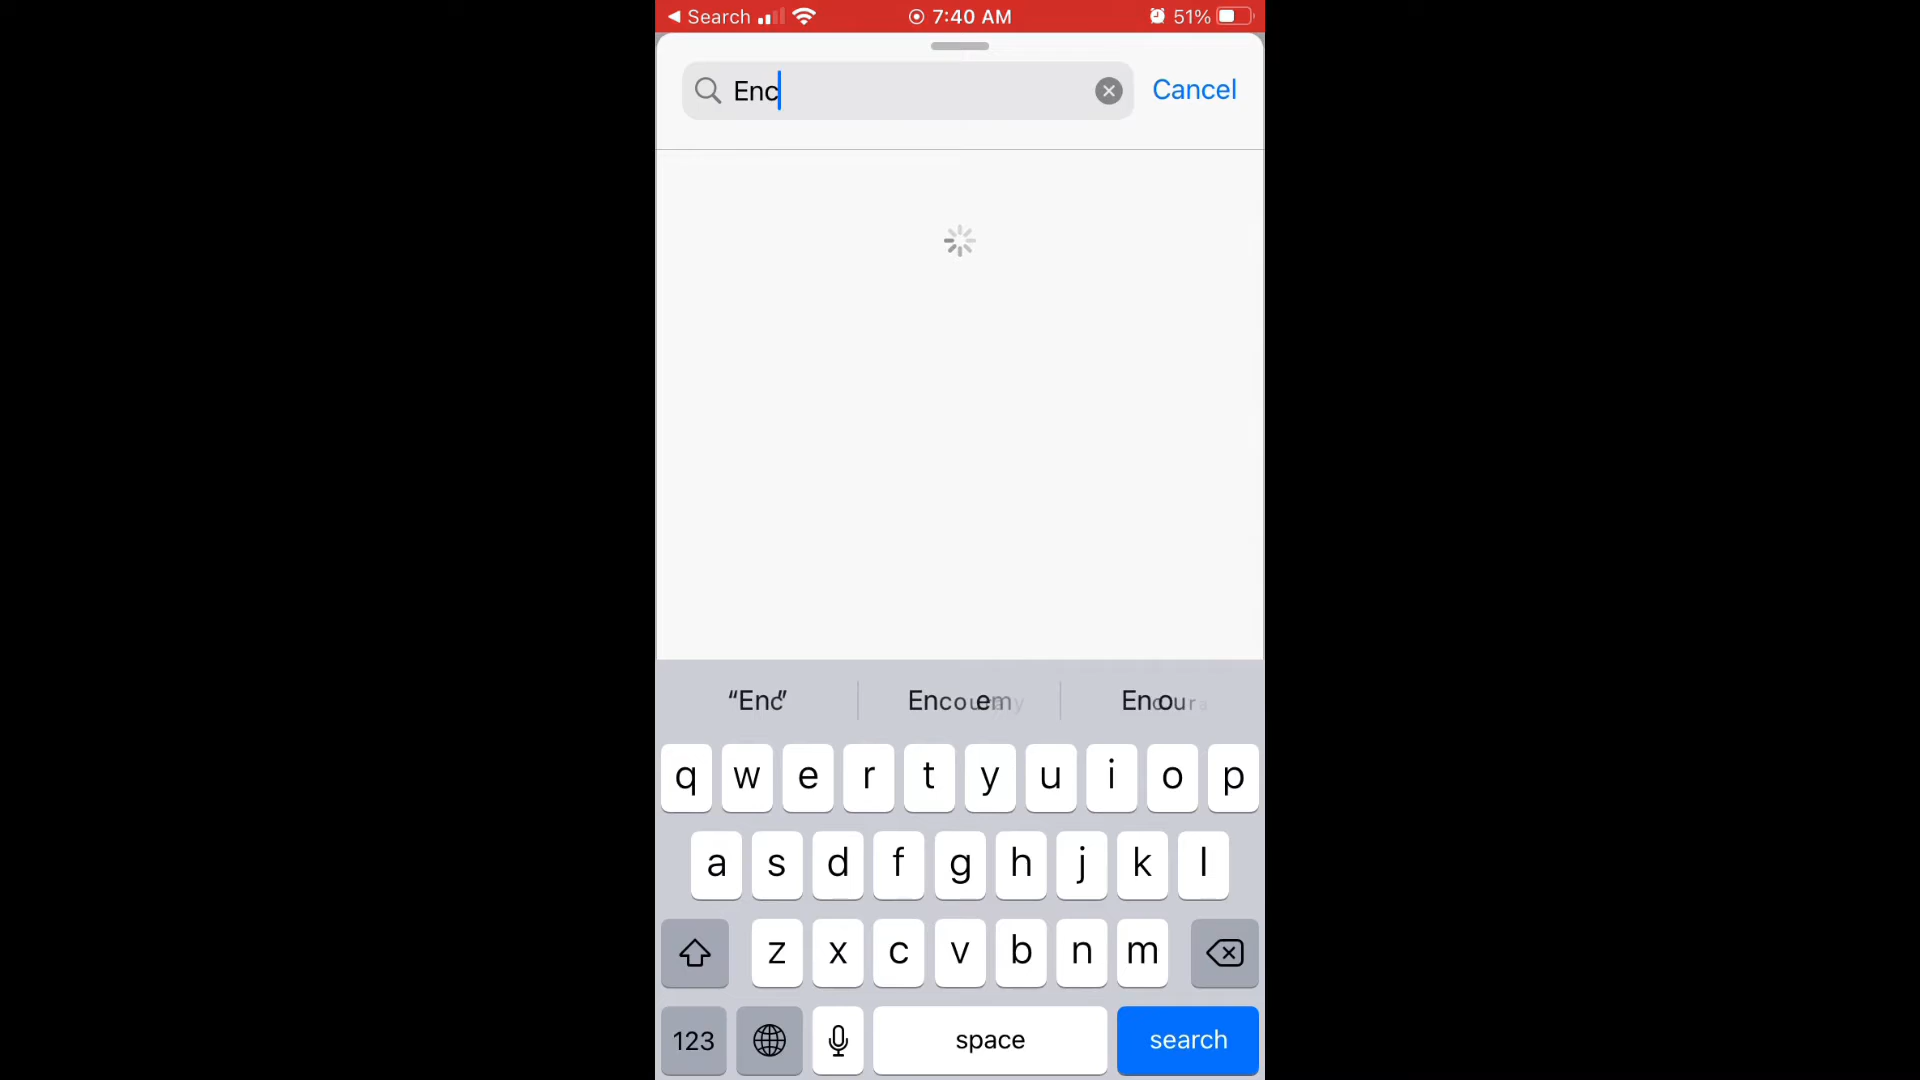 Search 7:40 AM 51%
Enc Cancel
“Enc”
q w e r t y u i o p
a s d f g h j k l
z x c v b n m
123 space search